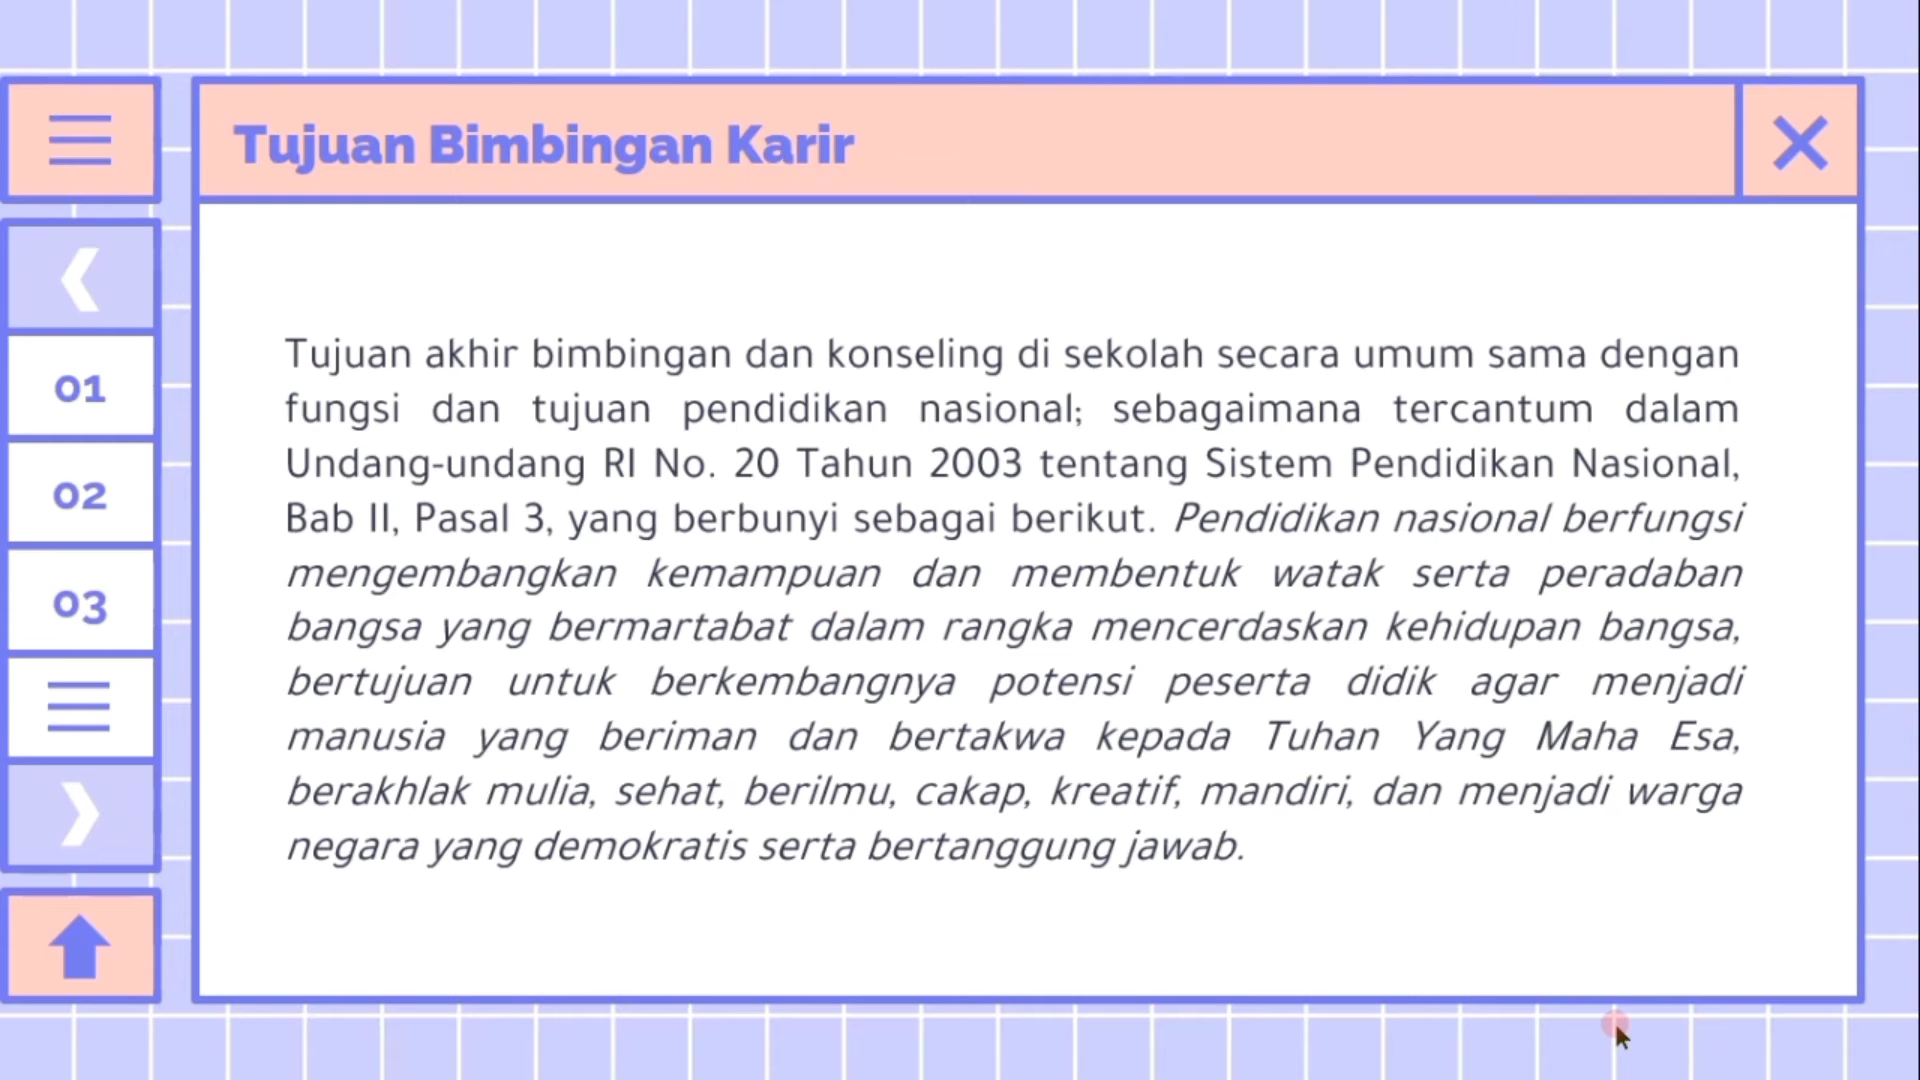 Tujuan Bimbingan Karir
01
02
03
Tujuan akhir bimbingan dan konseling di sekolah secara umum sama dengan
fungsi dan tujuan pendidikan nasional; sebagaimana tercantum dalam
Undang-undang RI No. 20 Tahun 2003 tentang Sistem Pendidikan Nasional,
Bab II, Pasal 3, yang berbunyi sebagai berikut. Pendidikan nasional berfungsi
mengembangkan kemampuan dan membentuk watak serta peradaban
bangsa yang bermartabat dalam rangka mencerdaskan kehidupan bangsa,
bertujuan untuk berkembangnya potensi peserta didik agar menjadi
manusia yang beriman dan bertakwa kepada Tuhan Yang Maha Esa,
berakhlak mulia, sehat, berilmu, cakap, kreatif, mandiri, dan menjadi warga
negara yang demokratis serta bertanggung jawab.